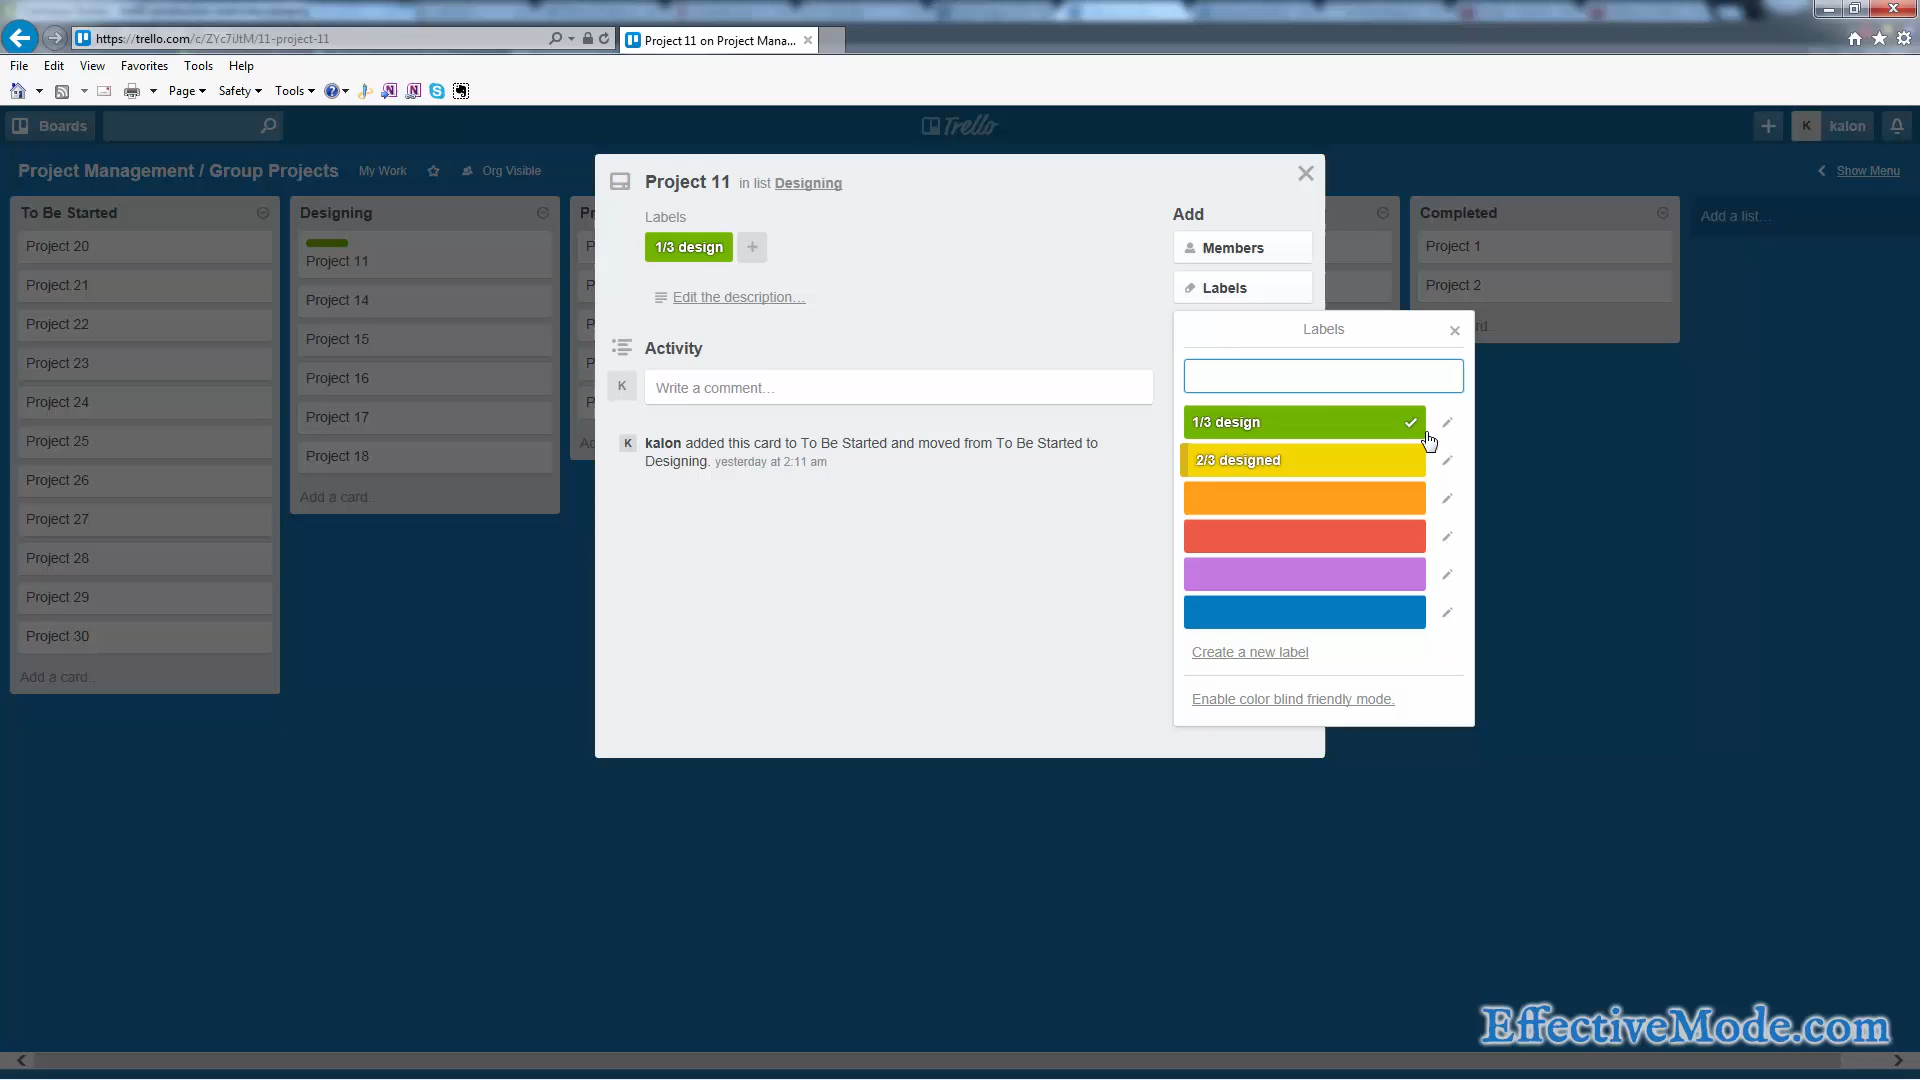 https://trello.com/c/ZYc7iJtM/11-project-11
Project 11 on Project Mana...
File Edit View Favorites Tools Help
Page Safety Tools
Boards
Trello
K kalon
Project Management / Group Projects My Work Org Visible
Show Menu
To Be Started
Project 20
Project 21
Project 22
Project 23
Project 24
Project 25
Project 26
Project 27
Project 28
Project 29
Project 30
Add a card..
Designing
Project 11
Project 14
Project 15
Project 16
Project 17
Project 18
Add a card..
Project 11 in list Designing
Labels
1/3 design +
Edit the description…
Activity
K
Write a comment…
K kalon added this card to To Be Started and moved from To Be Started to
Designing. yesterday at 2:11 am
Add
Members
Labels
Labels
1/3 design
2/3 designed
Create a new label
Enable color blind friendly mode.
Completed
Project 1
Project 2
Add a list…
EffectiveMode.com